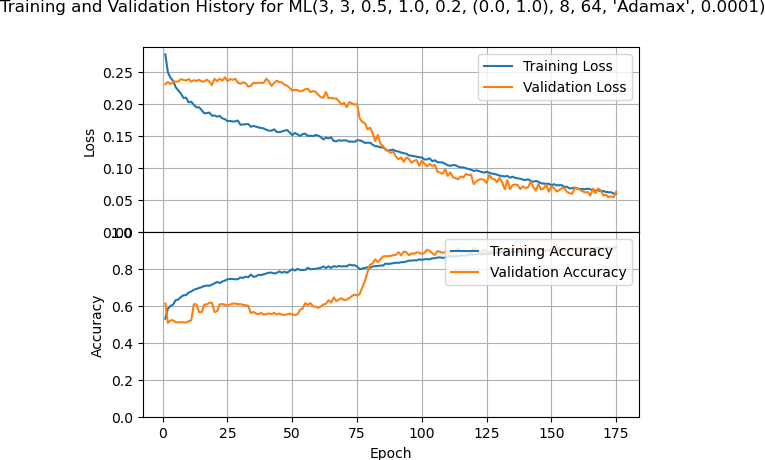 Training and Validation History for ML(3, 3, 0.5, 1.0, 0.2, (0.0, 1.0), 8, 64, 'Adamax', 0.0001)
0.25
0.20
0.15
0.10
0.05
0.00
Loss
Training Loss
Validation Loss
1.0
0.8
0.6
0.4
0.2
0.0
Accuracy
Training Accuracy
Validation Accuracy
0 25 50 75 100 125 150 175
Epoch